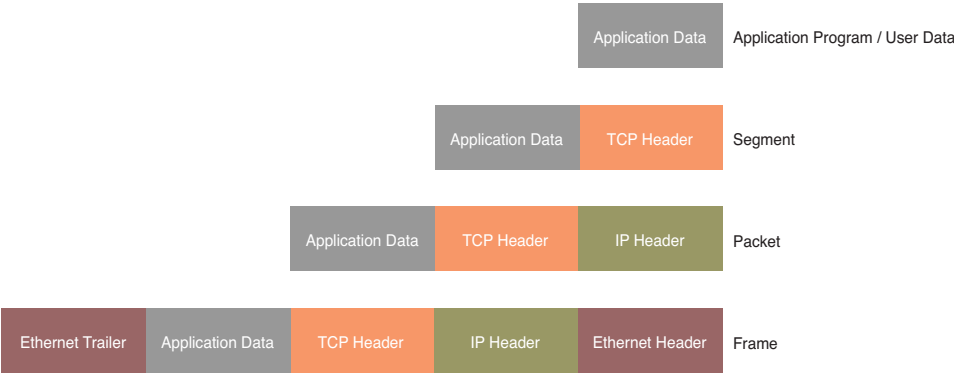 Application Data Application Program / User Data
Application Data TCP Header Segment
Application Data TCP Header IP Header Packet
Ethernet Trailer Application Data TCP Header IP Header Ethernet Header Frame